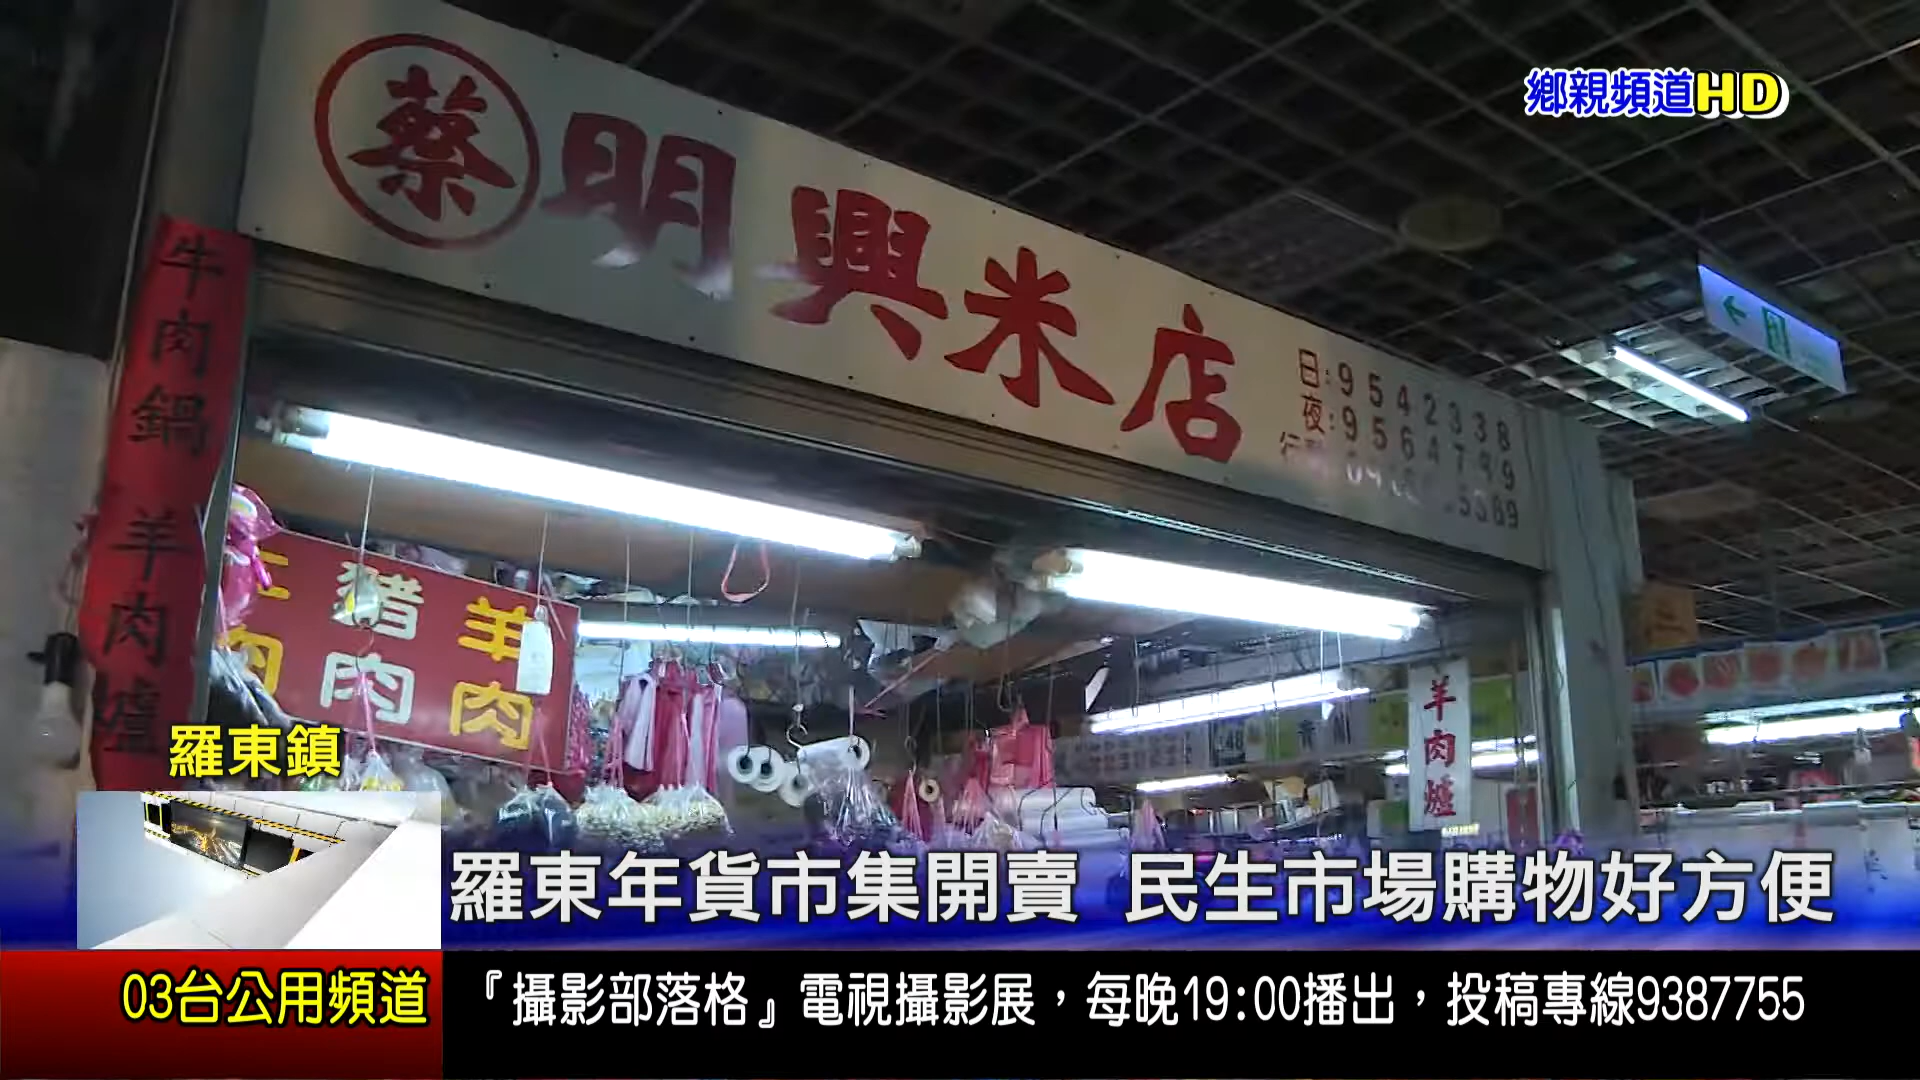 鄉親頻道HD
蔡 明興米店
日:9542338
夜:9564789
牛肉鍋 羊肉爐
豬肉
羊肉
羊肉爐
羅東鎮
羅東年貨市集開賣 民生市場購物好方便
03台公用頻道
『攝影部落格』電視攝影展，每晚19:00播出，投稿專線9387755